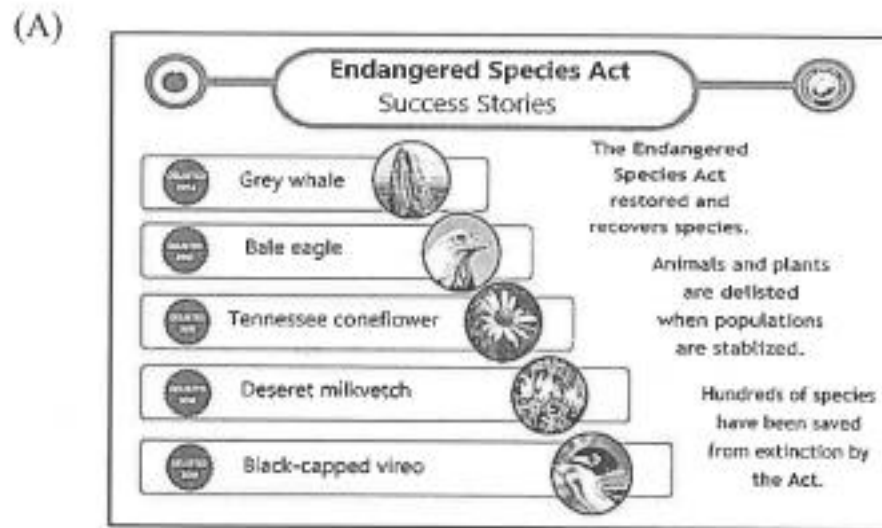 (A)
Endangered Species Act
Success Stories
Grey whale
Bale eagle
Tennessee coneflower
Deseret milkvetch
Black-capped vireo
The Endangered
Species Act
restored and
recovers species.
Animals and plants
are delisted
when populations
are stablized.
Hundreds of species
have been saved
from extinction by
the Act.